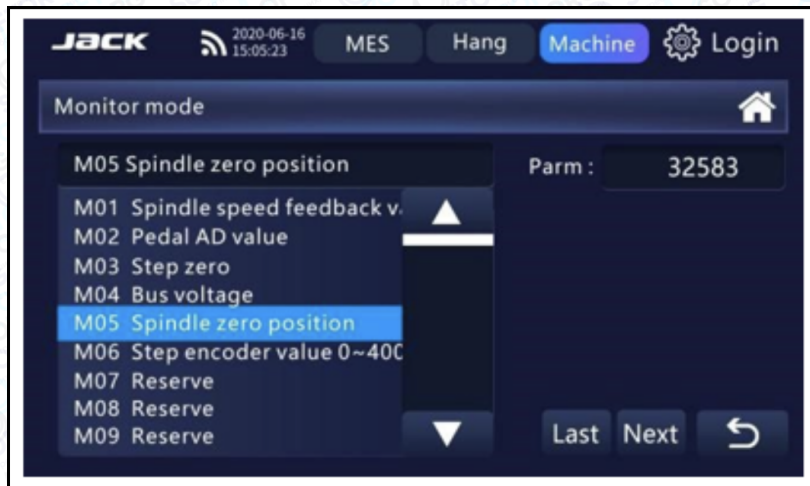 JACK
2020-06-16
15:05:23
MES
Hang
Machine
Login
Monitor mode
M05 Spindle zero position
Parm :
32583
M01 Spindle speed feedback v
M02 Pedal AD value
M03 Step zero
M04 Bus voltage
M05 Spindle zero position
M06 Step encoder value 0~400
M07 Reserve
M08 Reserve
M09 Reserve
Last
Next